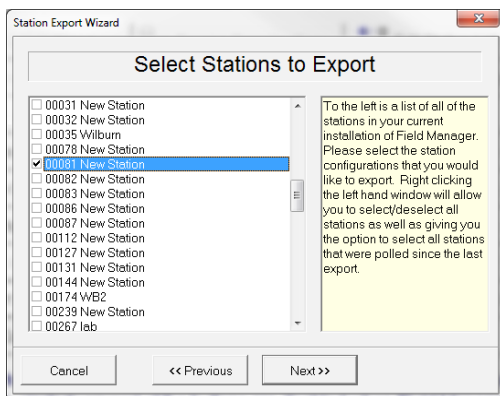 Station Export Wizard
Select Stations to Export
00031 New Station
00032 New Station
00035 Wilburn
00078 New Station
00081 New Station
00082 New Station
00083 New Station
00086 New Station
00087 New Station
00112 New Station
00127 New Station
00131 New Station
00144 New Station
00174 WB2
00239 New Station
00267 lab
To the left is a list of all of the
stations in your current
installation of Field Manager.
Please select the station
configurations that you would
like to export. Right clicking
the left hand window will allow
you to select/deselect all
stations as well as giving you
the option to select all stations
that were polled since the last
export.
Cancel
<< Previous
Next >>